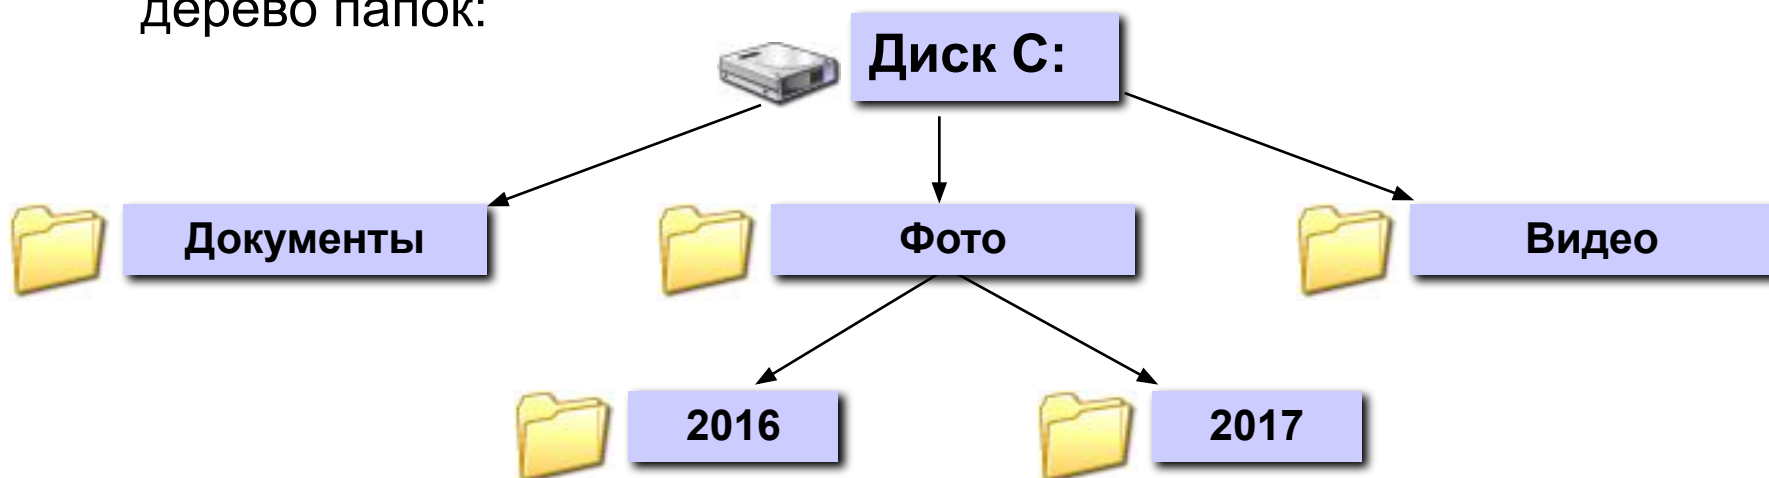 дерево папок:
Диск C:
Документы
Фото
Видео
2016
2017